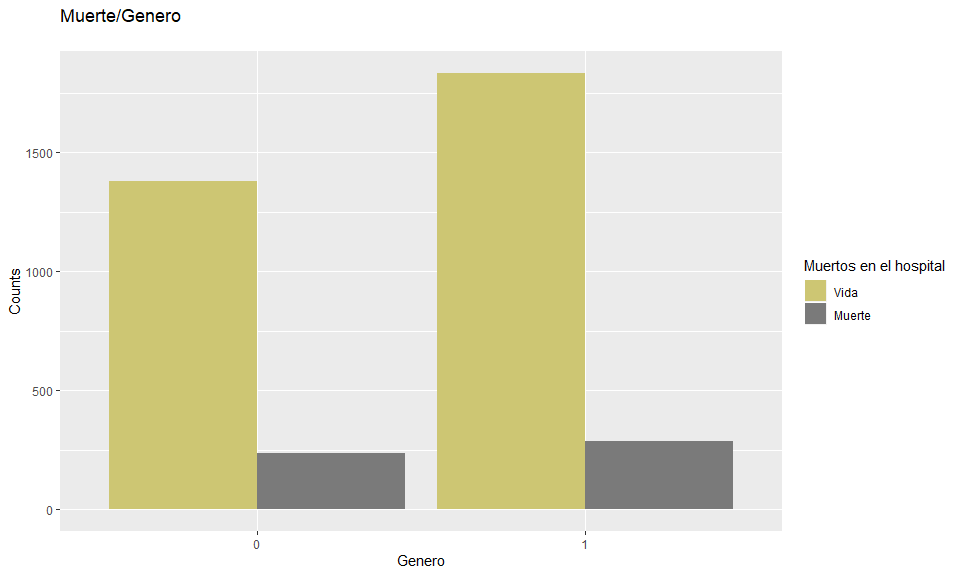 Muerte/Genero
1500
1000
500
0
Counts
0
1
Genero
Muertos en el hospital
Vida
Muerte